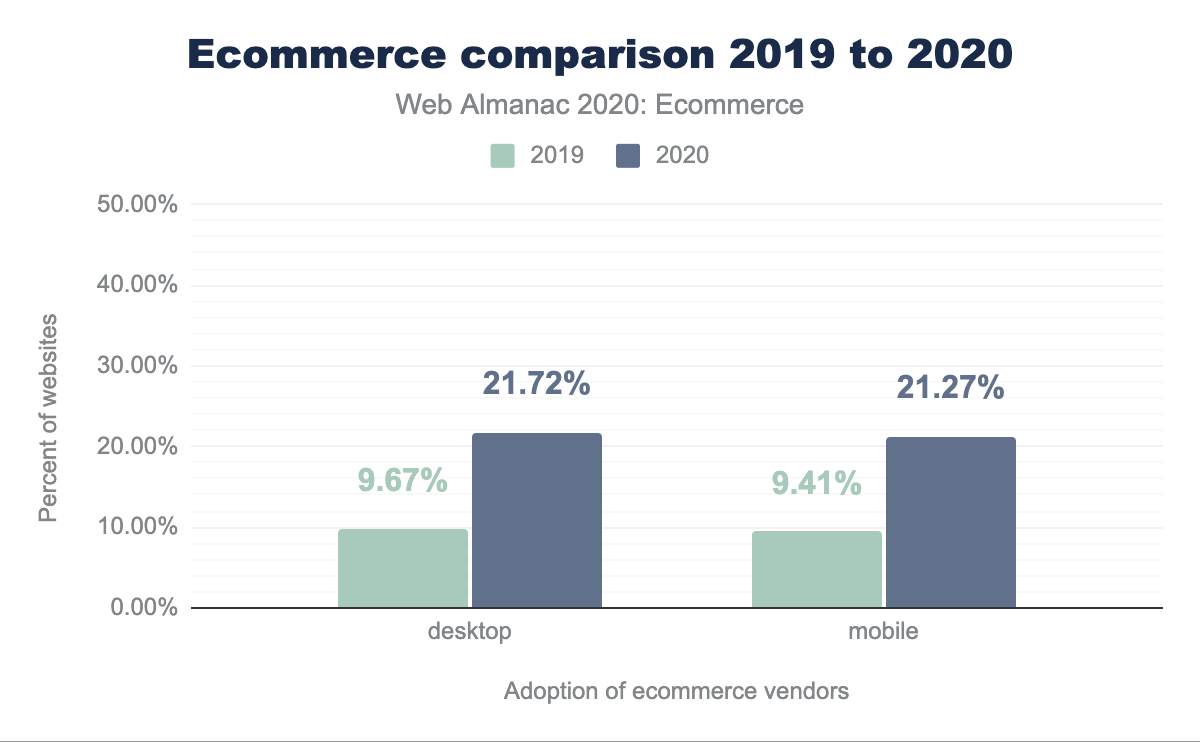 Ecommerce comparison 2019 to 2020
Web Almanac 2020: Ecommerce
2019 2020
50.00%
40.00%
30.00%
20.00%
10.00%
0.00%
Percent of websites
9.67%
21.72%
9.41%
21.27%
desktop mobile
Adoption of ecommerce vendors